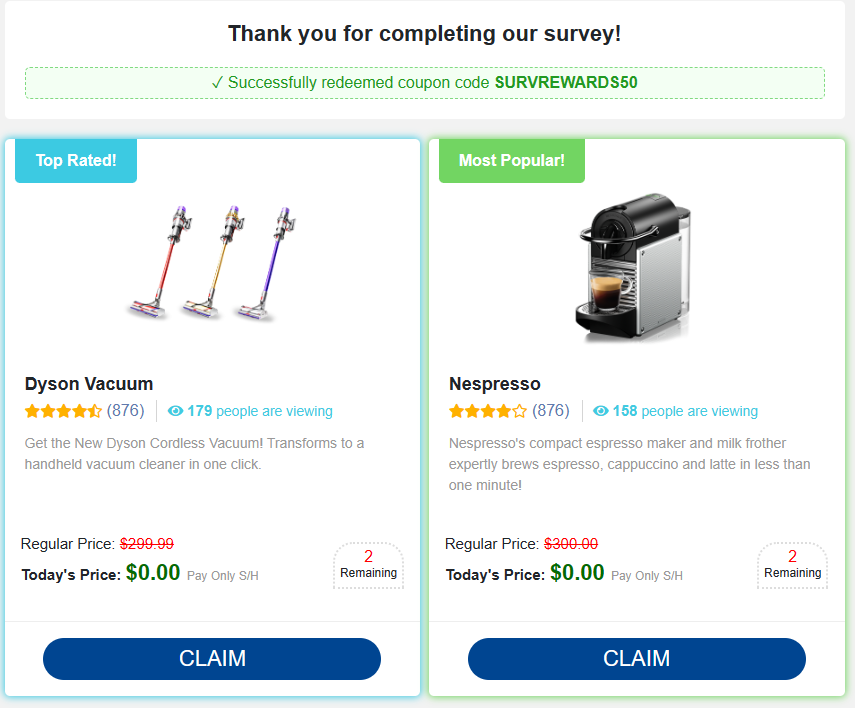 Thank you for completing our survey!
✓ Successfully redeemed coupon code SURVREWARDS50
Top Rated!
Dyson Vacuum
(876) 179 people are viewing
Get the New Dyson Cordless Vacuum! Transforms to a
handheld vacuum cleaner in one click.
Regular Price: $299.99
Today's Price: $0.00 Pay Only S/H
2
Remaining
CLAIM
Most Popular!
Nespresso
(876) 158 people are viewing
Nespresso's compact espresso maker and milk frother
expertly brews espresso, cappuccino and latte in less than
one minute!
Regular Price: $300.00
Today's Price: $0.00 Pay Only S/H
2
Remaining
CLAIM